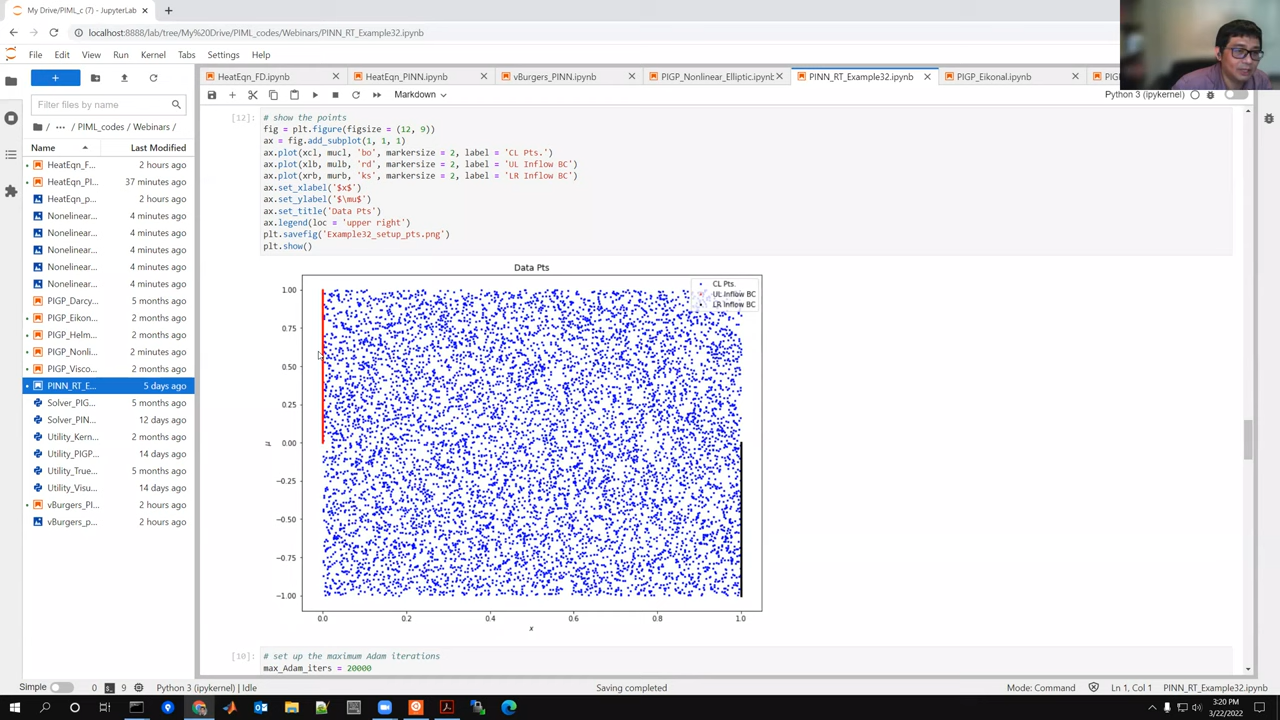 My Drive/PIML_c (7) - JupyterLab
localhost:8888/lab/tree/My%20Drive/PIML_codes/Webinars/PINN_RT_Example32.ipynb
File Edit View Run Kernel Tabs Settings Help
HeatEqn_FD.ipynb
HeatEqn_PINN.ipynb
vBurgers_PINN.ipynb
PIGP_Nonlinear_Elliptic.ipynb
PINN_RT_Example32.ipynb
PIGP_Eikonal.ipynb
Markdown
Python 3 (ipykernel)
Filter files by name
/ ··· / PIML_codes / Webinars /
Name Last Modified
HeatEqn_F... 2 hours ago
HeatEqn_PI... 37 minutes ago
HeatEqn_p... 2 hours ago
Nonelinear... 4 minutes ago
Nonelinear... 4 minutes ago
Nonelinear... 4 minutes ago
Nonelinear... 4 minutes ago
Nonelinear... 4 minutes ago
PIGP_Darcy... 5 months ago
PIGP_Eikon... 2 months ago
PIGP_Helm... 2 months ago
PIGP_Nonli... 2 minutes ago
PIGP_Visco... 2 months ago
PINN_RT_E... 5 days ago
Solver_PIG... 5 months ago
Solver_PIN... 12 days ago
Utility_Kern... 2 months ago
Utility_PIGP... 14 days ago
Utility_True... 5 months ago
Utility_Visu... 14 days ago
vBurgers_PI... 2 hours ago
vBurgers_p... 2 hours ago
[12]: # show the points
fig = plt.figure(figsize = (12, 9))
ax = fig.add_subplot(1, 1, 1)
ax.plot(xcl, mucl, 'bo', markersize = 2, label = 'CL Pts.')
ax.plot(xlb, mulb, 'rd', markersize = 2, label = 'UL Inflow BC')
ax.plot(xrb, murb, 'ks', markersize = 2, label = 'LR Inflow BC')
ax.set_xlabel('$x$')
ax.set_ylabel('$\mu$')
ax.set_title('Data Pts')
ax.legend(loc = 'upper right')
plt.savefig('Example32_setup_pts.png')
plt.show()
Data Pts
CL Pts.
UL Inflow BC
LR Inflow BC
1.00
0.75
0.50
0.25
0.00
−0.25
−0.50
−0.75
−1.00
μ
0.0 0.2 0.4 0.6 0.8 1.0
x
[10]: # set up the maximum Adam iterations
max_Adam_iters = 20000
Simple 0 9 Python 3 (ipykernel) | Idle Saving completed Mode: Command Ln 1, Col 1 PINN_RT_Example32.ipynb
3:20 PM
3/22/2022